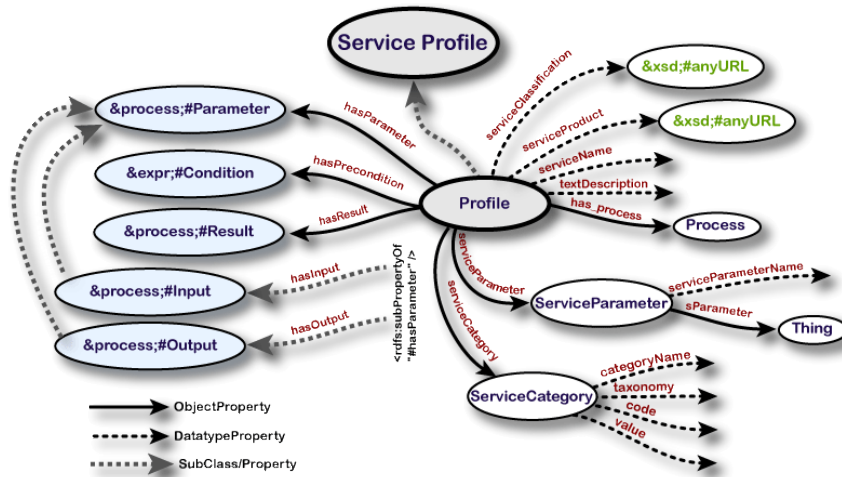 Service Profile
&xsd;#anyURL
serviceClassification
&process;#Parameter
hasParameter
&xsd;#anyURL
serviceProduct
serviceName
&expr;#Condition
hasPrecondition
textDescription
Profile
has_process
Process
hasResult
&process;#Result
hasInput
&process;#Input
<rdfs:subPropertyOf
"#hasParameter" />
serviceParameter
serviceParameterName
ServiceParameter
sParameter
Thing
hasOutput
&process;#Output
serviceCategory
categoryName
taxonomy
ServiceCategory
code
value
ObjectProperty
DatatypeProperty
SubClass/Property